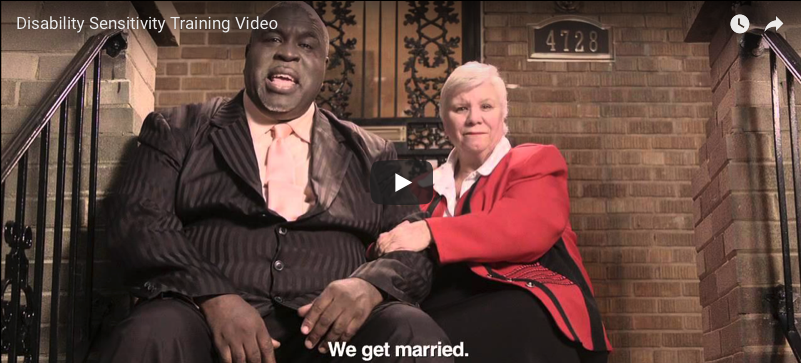 Disability Sensitivity Training Video
4728
We get married.